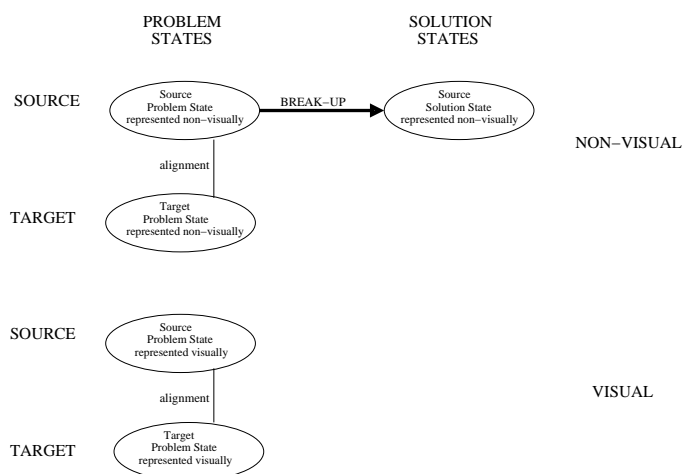 PROBLEM
STATES
SOLUTION
STATES
SOURCE
Source
Problem State
represented non−visually
BREAK−UP
Source
Solution State
represented non−visually
NON−VISUAL
alignment
TARGET
Target
Problem State
represented non−visually
SOURCE
Source
Problem State
represented visually
alignment
VISUAL
TARGET
Target
Problem State
represented visually